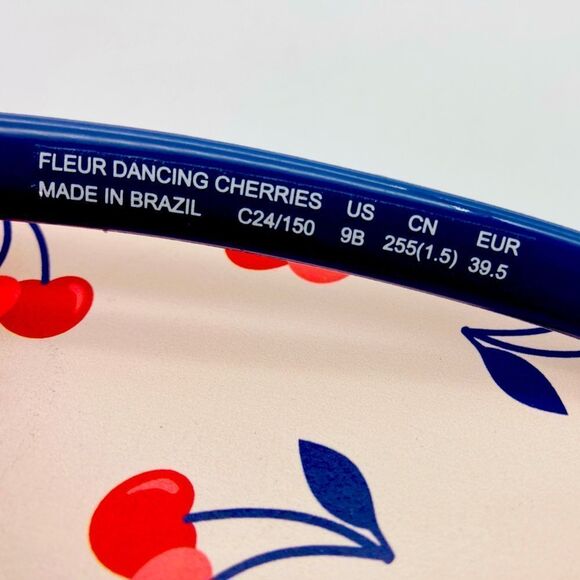 FLEUR DANCING CHERRIES US CN EUR
MADE IN BRAZIL C24/150 9B 255(1.5) 39.5